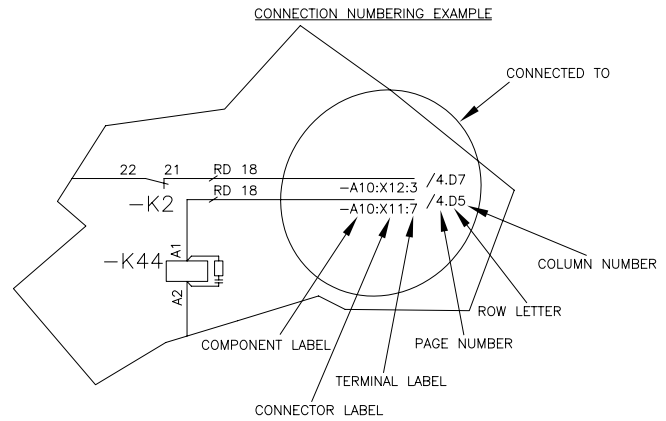 CONNECTION NUMBERING EXAMPLE
CONNECTED TO
22 21 RD 18
/4.D7
-A10:X12:3
RD 18
-K2
/4.D5
-A10:X11:7
A1
-K44
A2
COLUMN NUMBER
ROW LETTER
PAGE NUMBER
COMPONENT LABEL
TERMINAL LABEL
CONNECTOR LABEL